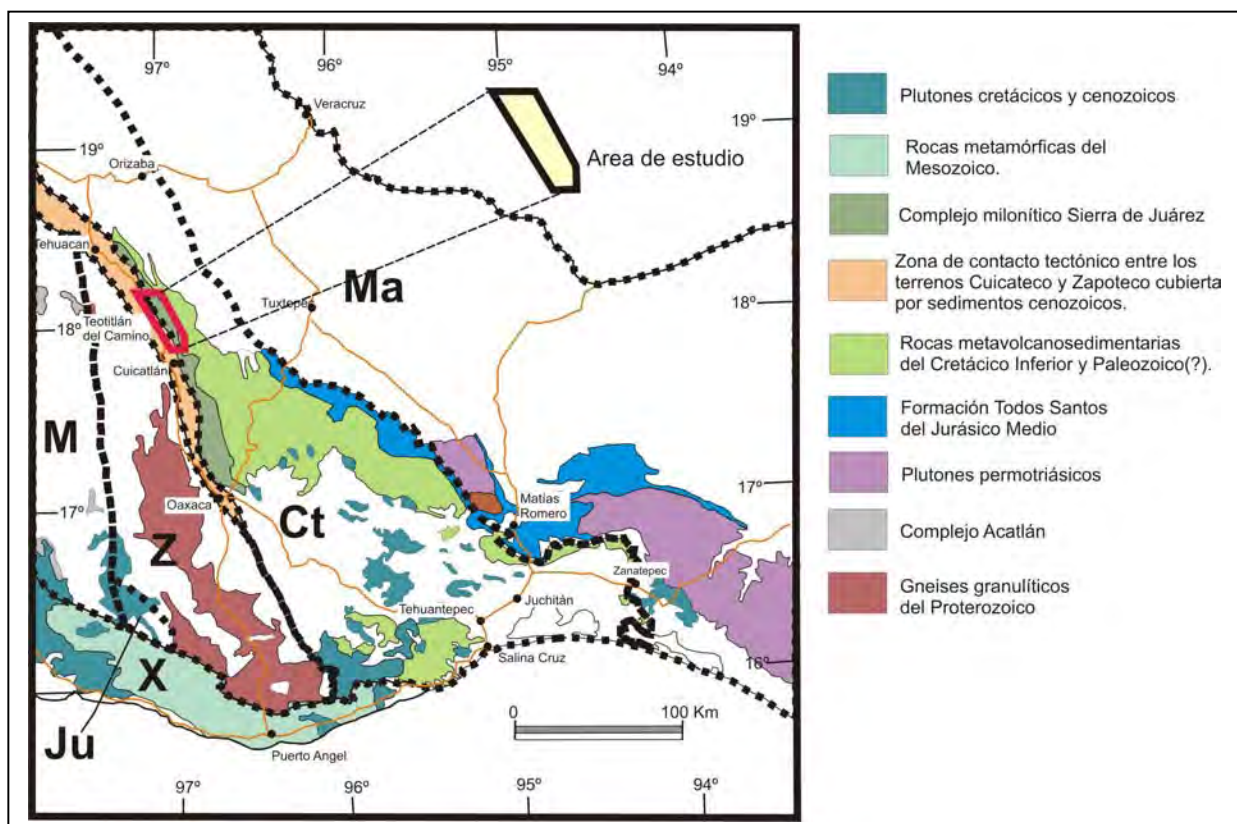 97º
96º
95º
94º
Veracruz
19º
19º
Orizaba
Area de estudio
Tehuacan
Ma
Tuxtepec
18º
18º
Teotitlán
del Camino
Cuicatlán
M
Oaxaca
Ct
Matías
Romero
17º
17º
Z
Zanatepec
Juchitán
Tehuantepec
Salina Cruz
16º
X
Ju
0
100 Km
Puerto Angel
97º
96º
95º
94º
Plutones cretácicos y cenozoicos
Rocas metamórficas del
Mesozoico.
Complejo milonítico Sierra de Juárez
Zona de contacto tectónico entre los
terrenos Cuicateco y Zapoteco cubierta
por sedimentos cenozoicos.
Rocas metavolcanosedimentarias
del Cretácico Inferior y Paleozoico(?).
Formación Todos Santos
del Jurásico Medio
Plutones permotriásicos
Complejo Acatlán
Gneises granulíticos
del Proterozoico